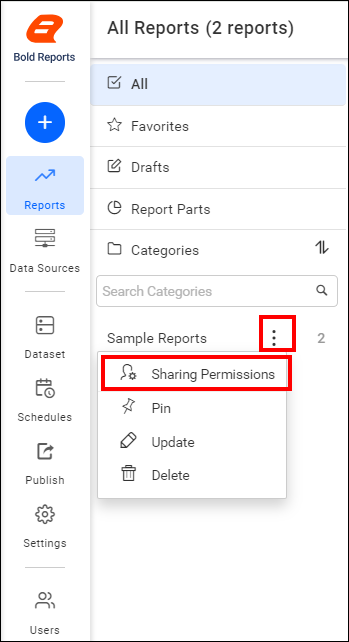 Bold Reports
Reports
Data Sources
Dataset
Schedules
Publish
Settings
Users
All Reports (2 reports)
All
Favorites
Drafts
Report Parts
Categories
Search Categories
Sample Reports 2
Sharing Permissions
Pin
Update
Delete